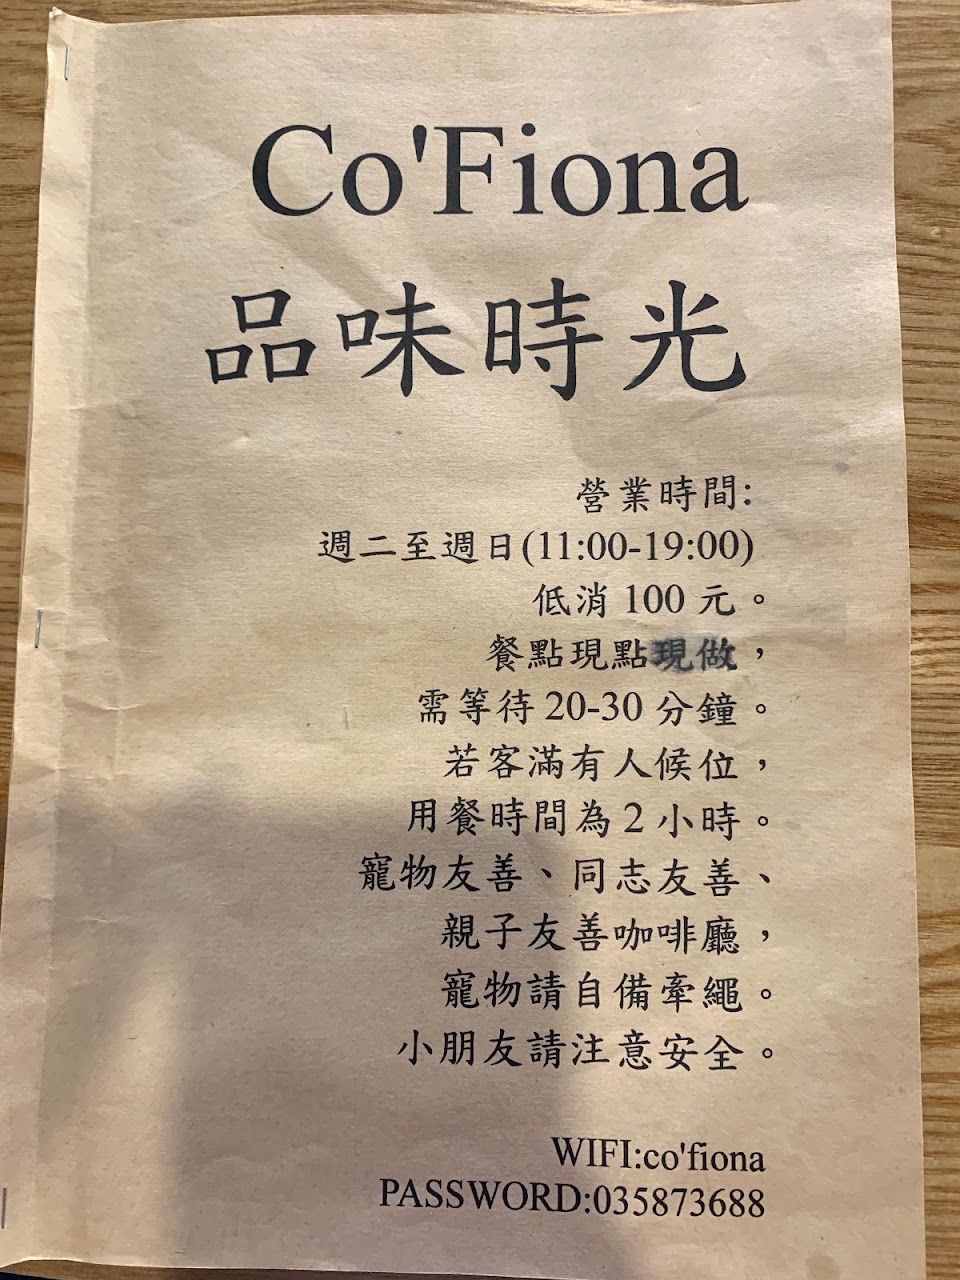 Co'Fiona
品味時光
營業時間:
週二至週日(11:00-19:00)
低消 100 元。
餐點現點現做，
需等待 20-30 分鐘。
若客滿有人候位，
用餐時間為 2 小時。
寵物友善、同志友善、
親子友善咖啡廳，
寵物請自備牽繩。
小朋友請注意安全。
WIFI:co'fiona
PASSWORD:035873688